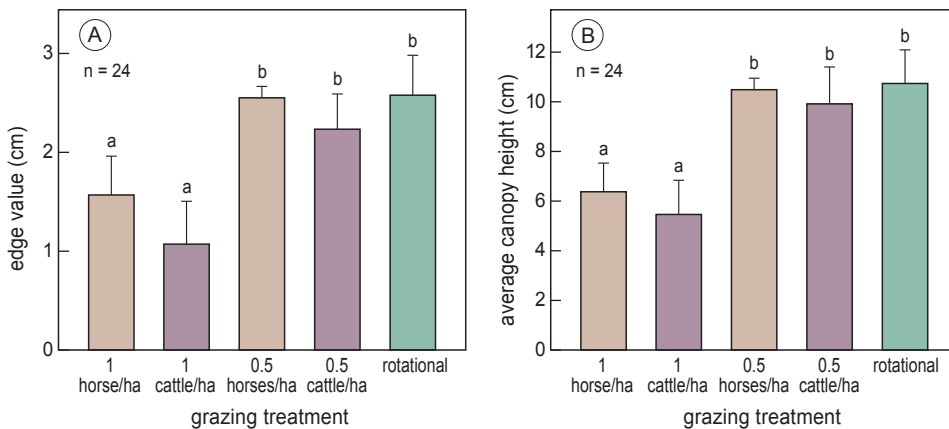 A
n = 24
edge value (cm)
3
2
1
0
a
a
b
b
b
1
horse/ha
1
cattle/ha
0.5
horses/ha
0.5
cattle/ha
rotational
grazing treatment
B
n = 24
average canopy height (cm)
12
10
8
6
4
2
0
a
a
b
b
b
1
horse/ha
1
cattle/ha
0.5
horses/ha
0.5
cattle/ha
rotational
grazing treatment